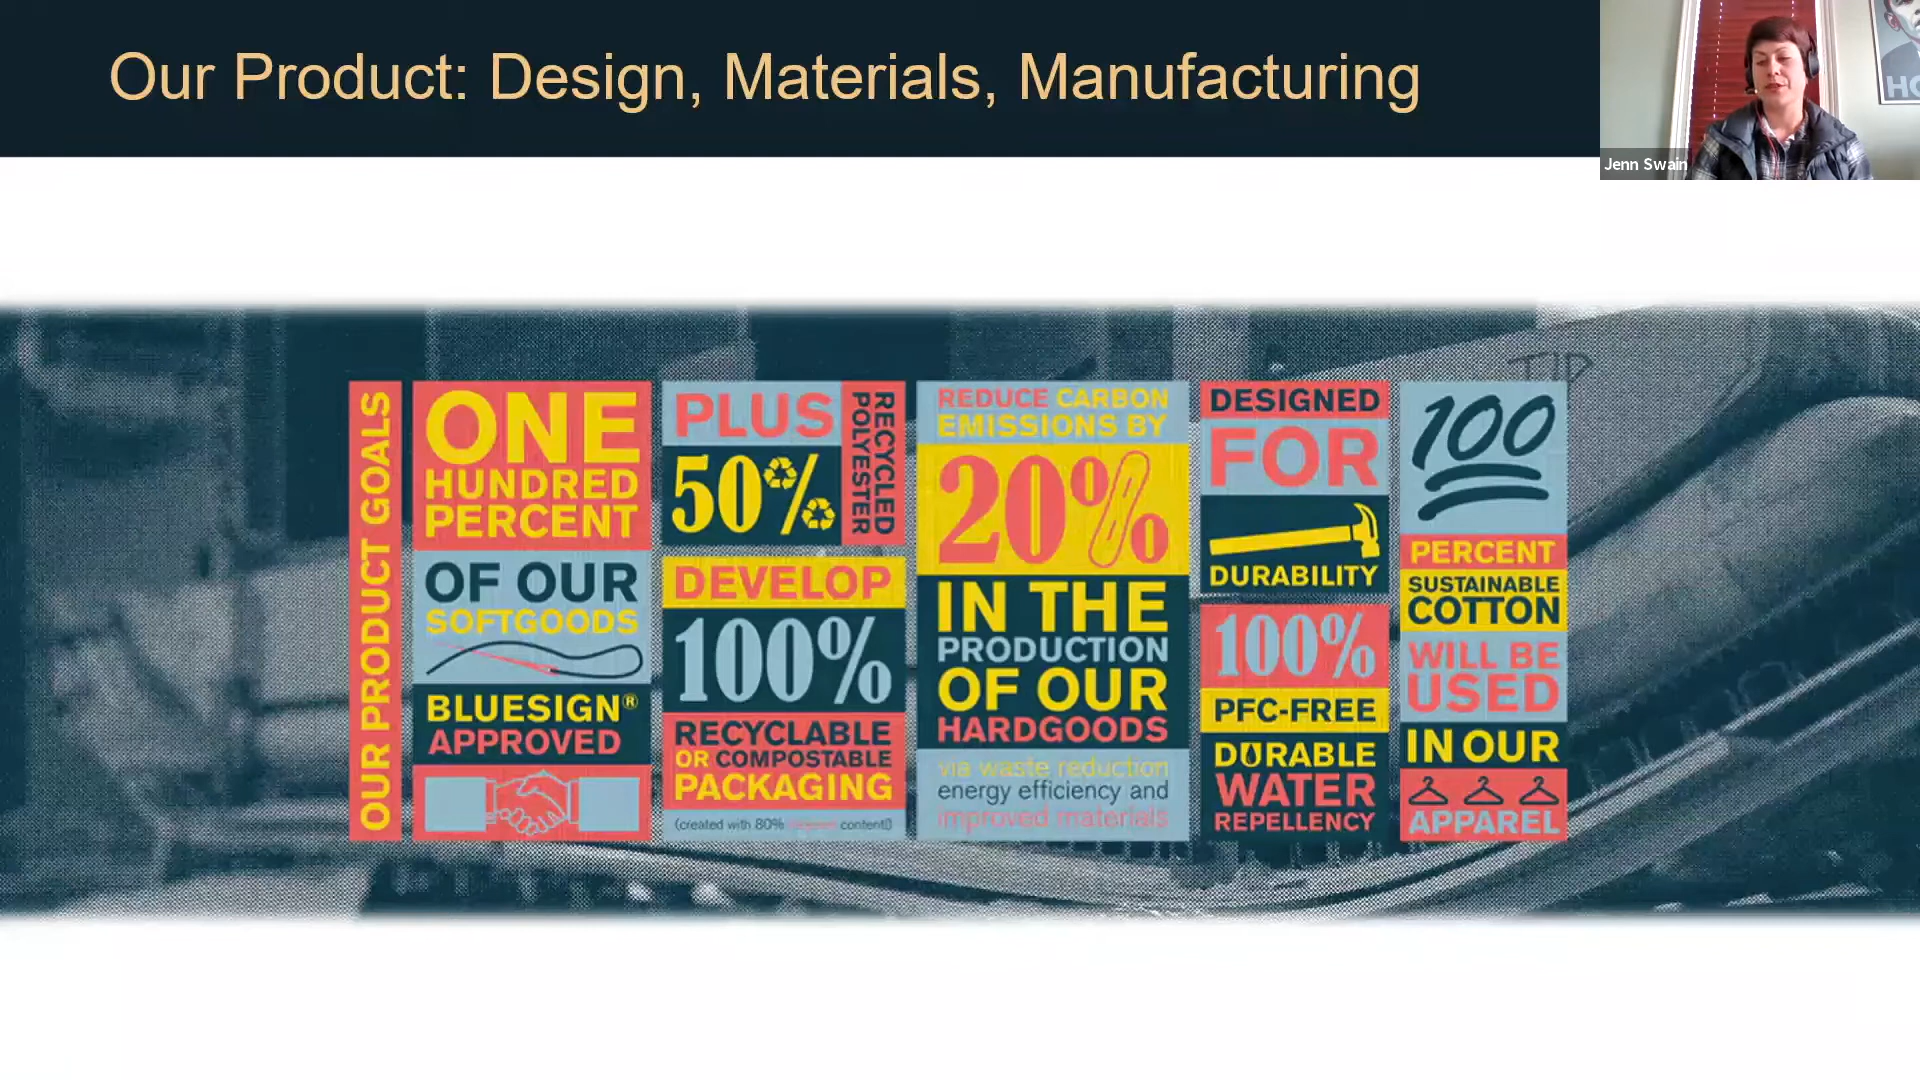 Our Product: Design, Materials, Manufacturing
Jenn Swain
HO
TIP
OUR PRODUCT GOALS
ONE
HUNDRED
PERCENT
OF OUR
SOFTGOODS
BLUESIGN®
APPROVED
PLUS
50%
RECYCLED
POLYESTER
DEVELOP
100%
RECYCLABLE
OR COMPOSTABLE
PACKAGING
(created with 80% content)
REDUCE CARBON
EMISSIONS BY
20%
IN THE
PRODUCTION
OF OUR
HARDGOODS
via waste reduction
energy efficiency and
improved materials
DESIGNED
FOR
DURABILITY
100%
PFC-FREE
DURABLE
WATER
REPELLENCY
100
PERCENT
SUSTAINABLE
COTTON
WILL BE
USED
IN OUR
APPAREL